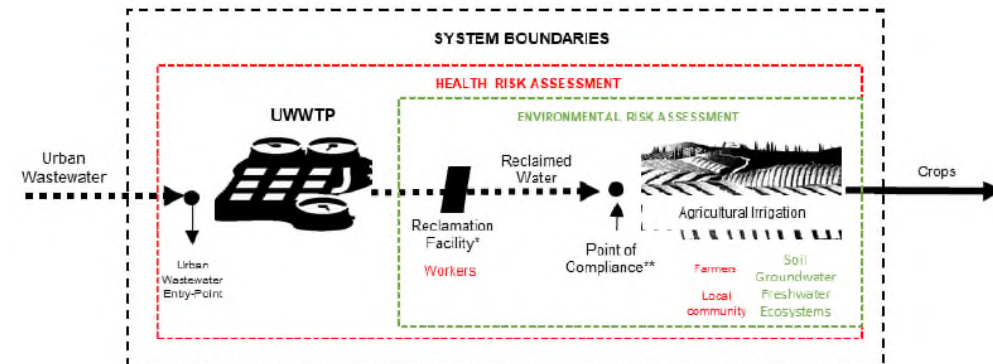 SYSTEM BOUNDARIES
HEALTH RISK ASSESSMENT
UWWTP
ENVIRONMENTAL RISK ASSESSMENT
Urban
Wastewater
Reclaimed
Water
Crops
Agricultural Irrigation
Reclamation
Facility*
Workers
Point of
Compliance**
Urban
Wastewater
Entry-Point
Farmers
Local
community
Soil
Groundwater
Freshwater
Ecosystems